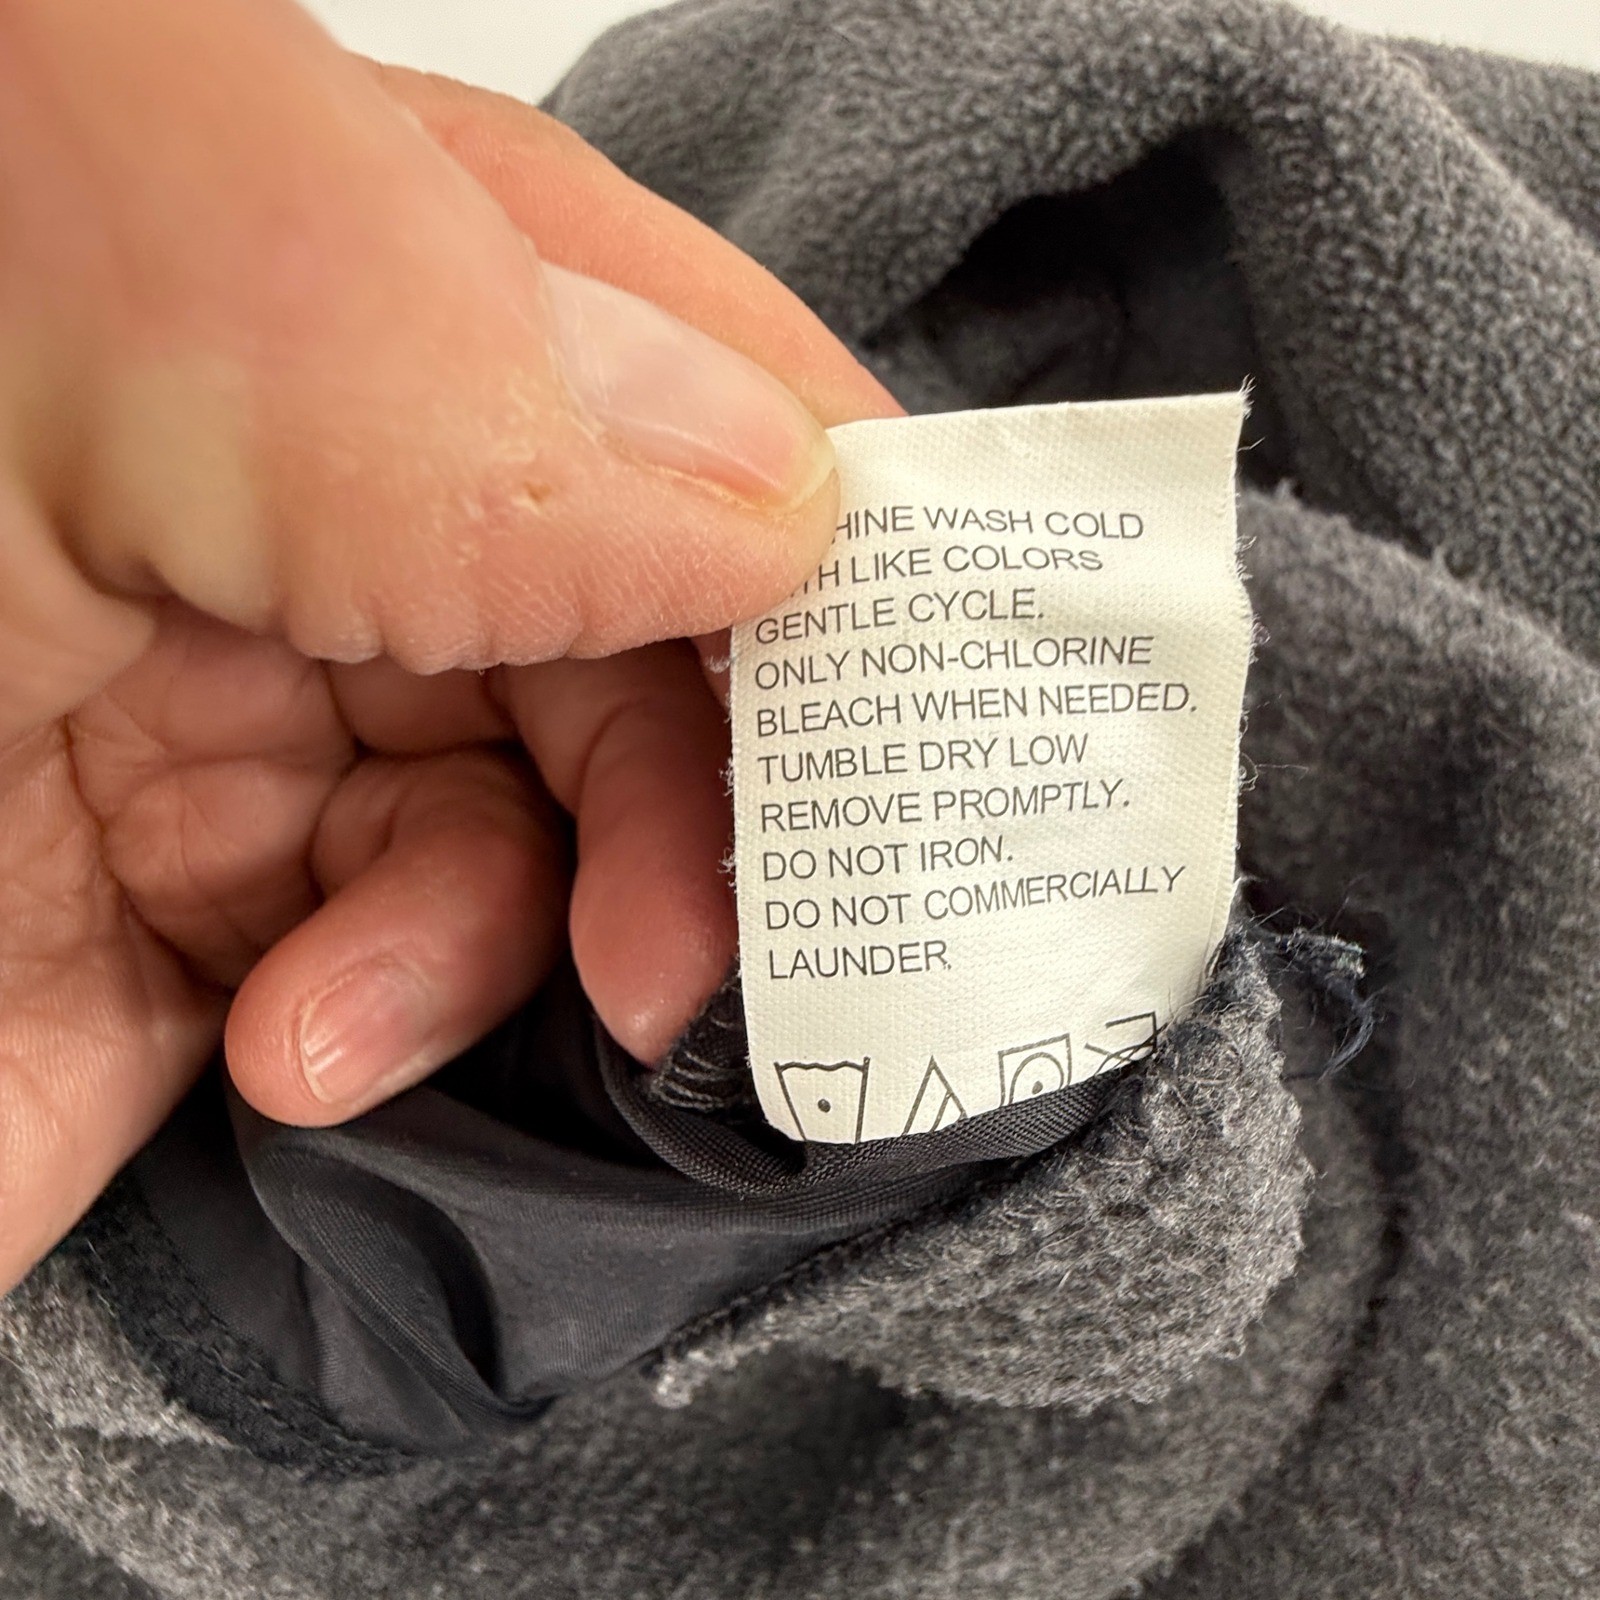 HINE WASH COLD
TH LIKE COLORS
GENTLE CYCLE.
ONLY NON-CHLORINE
BLEACH WHEN NEEDED.
TUMBLE DRY LOW
REMOVE PROMPTLY.
DO NOT IRON.
DO NOT COMMERCIALLY
LAUNDER.